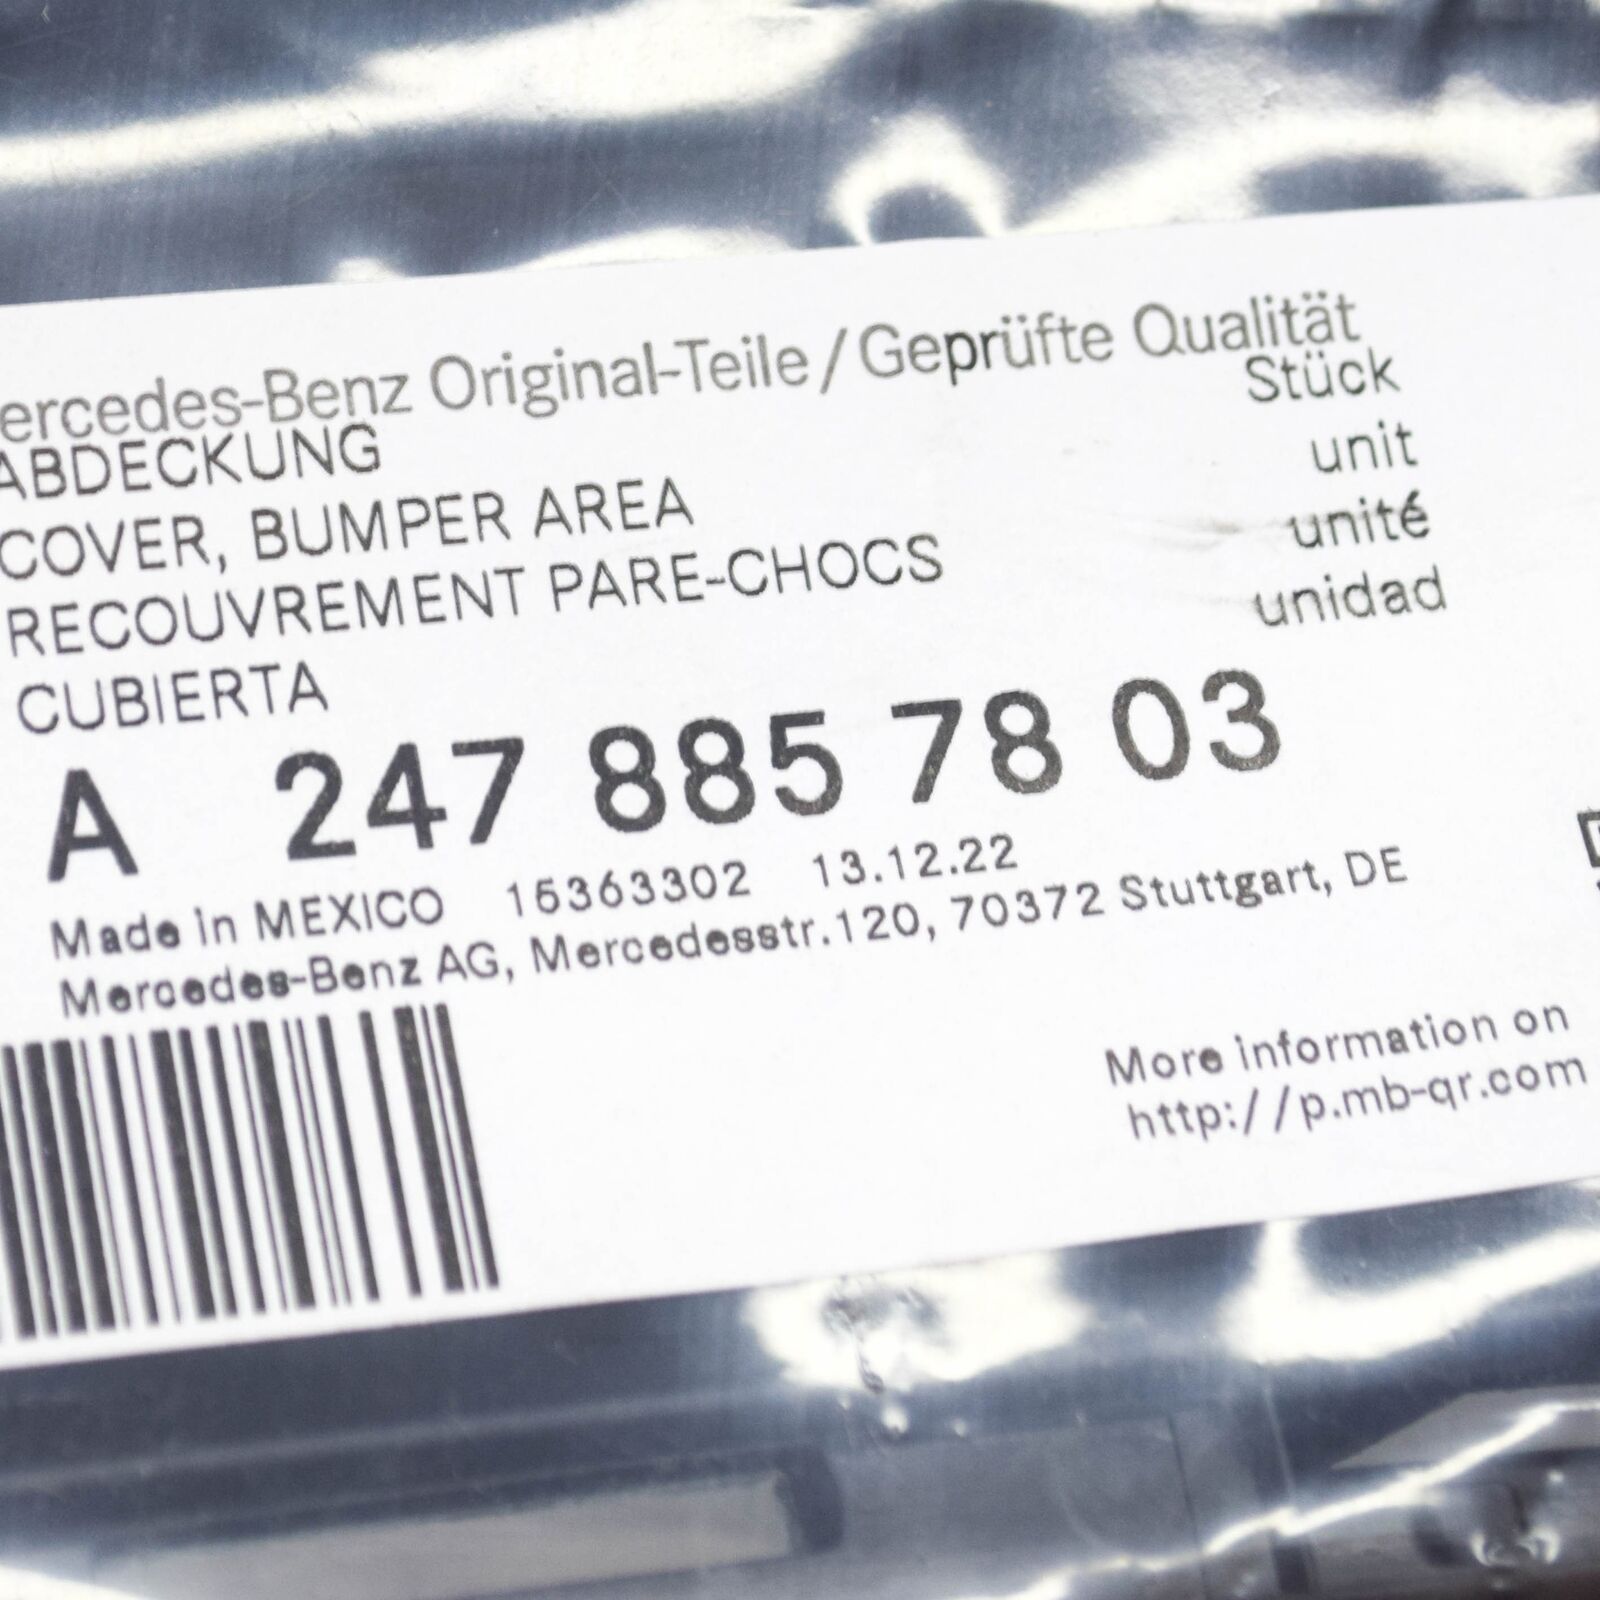 ercedes-Benz Original-Teile / Geprüfte Qualität
ABDECKUNG
Stück
COVER, BUMPER AREA
unit
RECOUVREMENT PARE-CHOCS
unité
CUBIERTA
unidad
A 247 885 78 03
Made in MEXICO 15363302 13.12.22
Mercedes-Benz AG, Mercedesstr.120, 70372 Stuttgart, DE
More information on
http://p.mb-qr.com